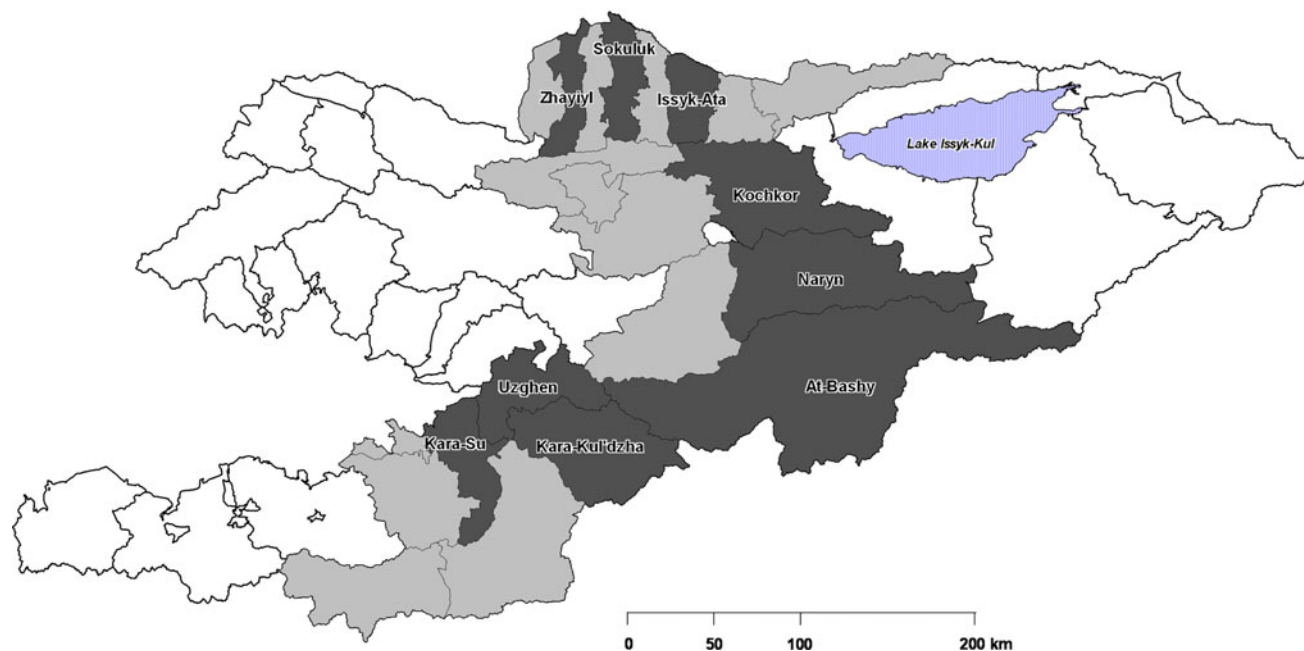 Sokuluk
Zhayiyl
Issyk-Ata
Lake Issyk-Kul
Kochkor
Naryn
At-Bashy
Uzghen
Kara-Su
Kara-Kul'dzha
0 50 100 200 km